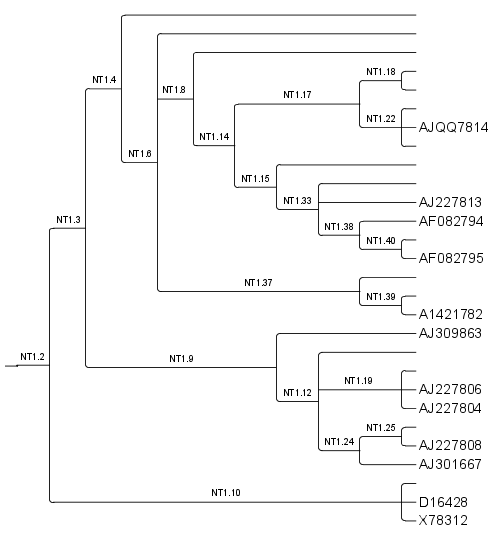 NT1.18
NT1.4
NT1.8
NT1.17
NT1.22
AJQQ7814
NT1.14
NT1.6
NT1.15
NT1.33
AJ227813
NT1.3
AF082794
NT1.38
NT1.40
AF082795
NT1.37
NT1.39
A1421782
AJ309863
NT1.2
NT1.9
NT1.19
AJ227806
NT1.12
AJ227804
NT1.25
NT1.24
AJ227808
AJ301667
NT1.10
D16428
X78312